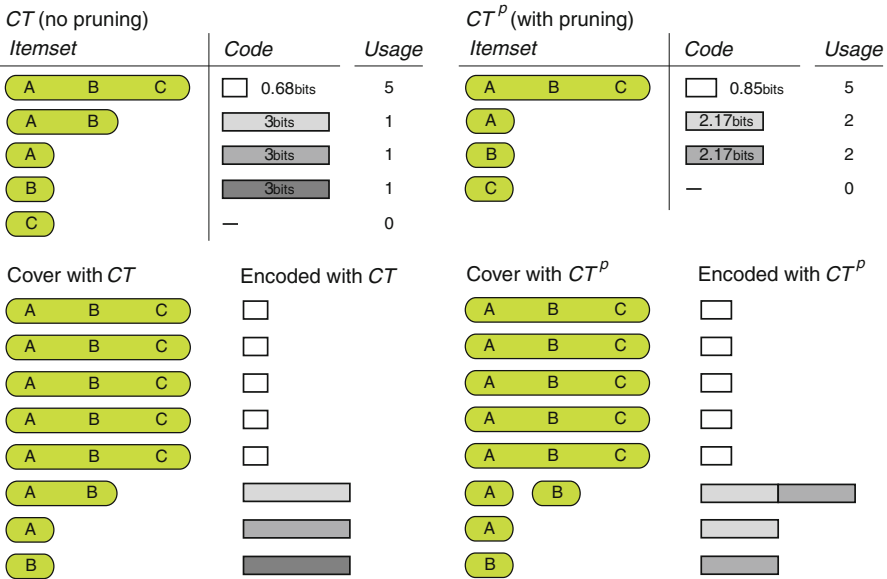 CT (no pruning)
Itemset Code Usage
A B C 0.68bits 5
A B 3bits 1
A 3bits 1
B 3bits 1
C — 0
CT^p (with pruning)
Itemset Code Usage
A B C 0.85bits 5
A 2.17bits 2
B 2.17bits 2
C — 0
Cover with CT Encoded with CT
A B C
A B C
A B C
A B C
A B C
A B
A
B
Cover with CT^p Encoded with CT^p
A B C
A B C
A B C
A B C
A B C
A B
A
B